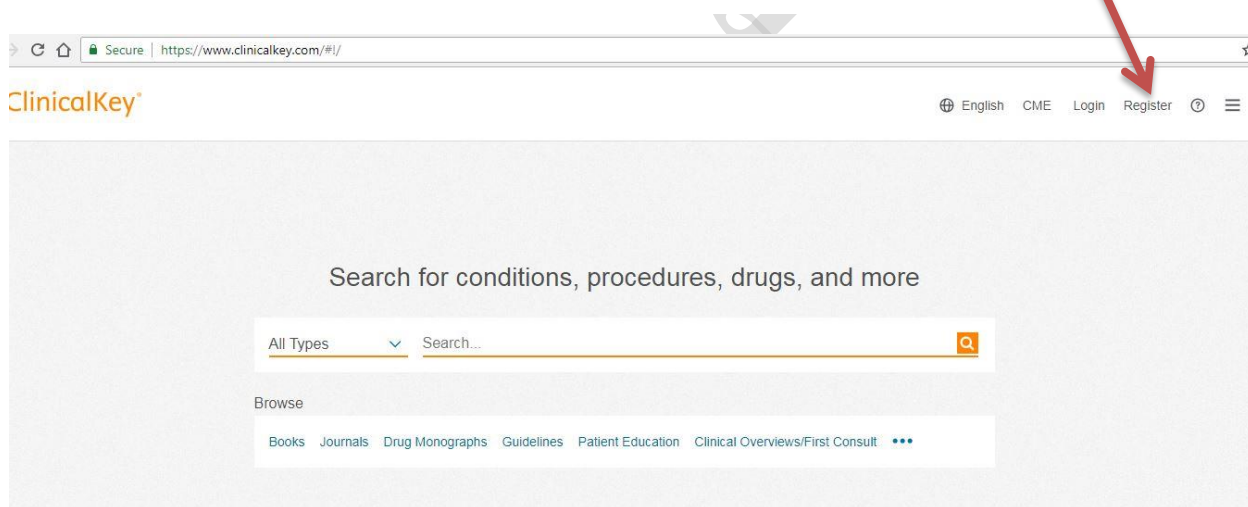 Secure | https://www.clinicalkey.com/#!/
ClinicalKey®
English CME Login Register ?
Search for conditions, procedures, drugs, and more
All Types Search...
Browse
Books Journals Drug Monographs Guidelines Patient Education Clinical Overviews/First Consult •••